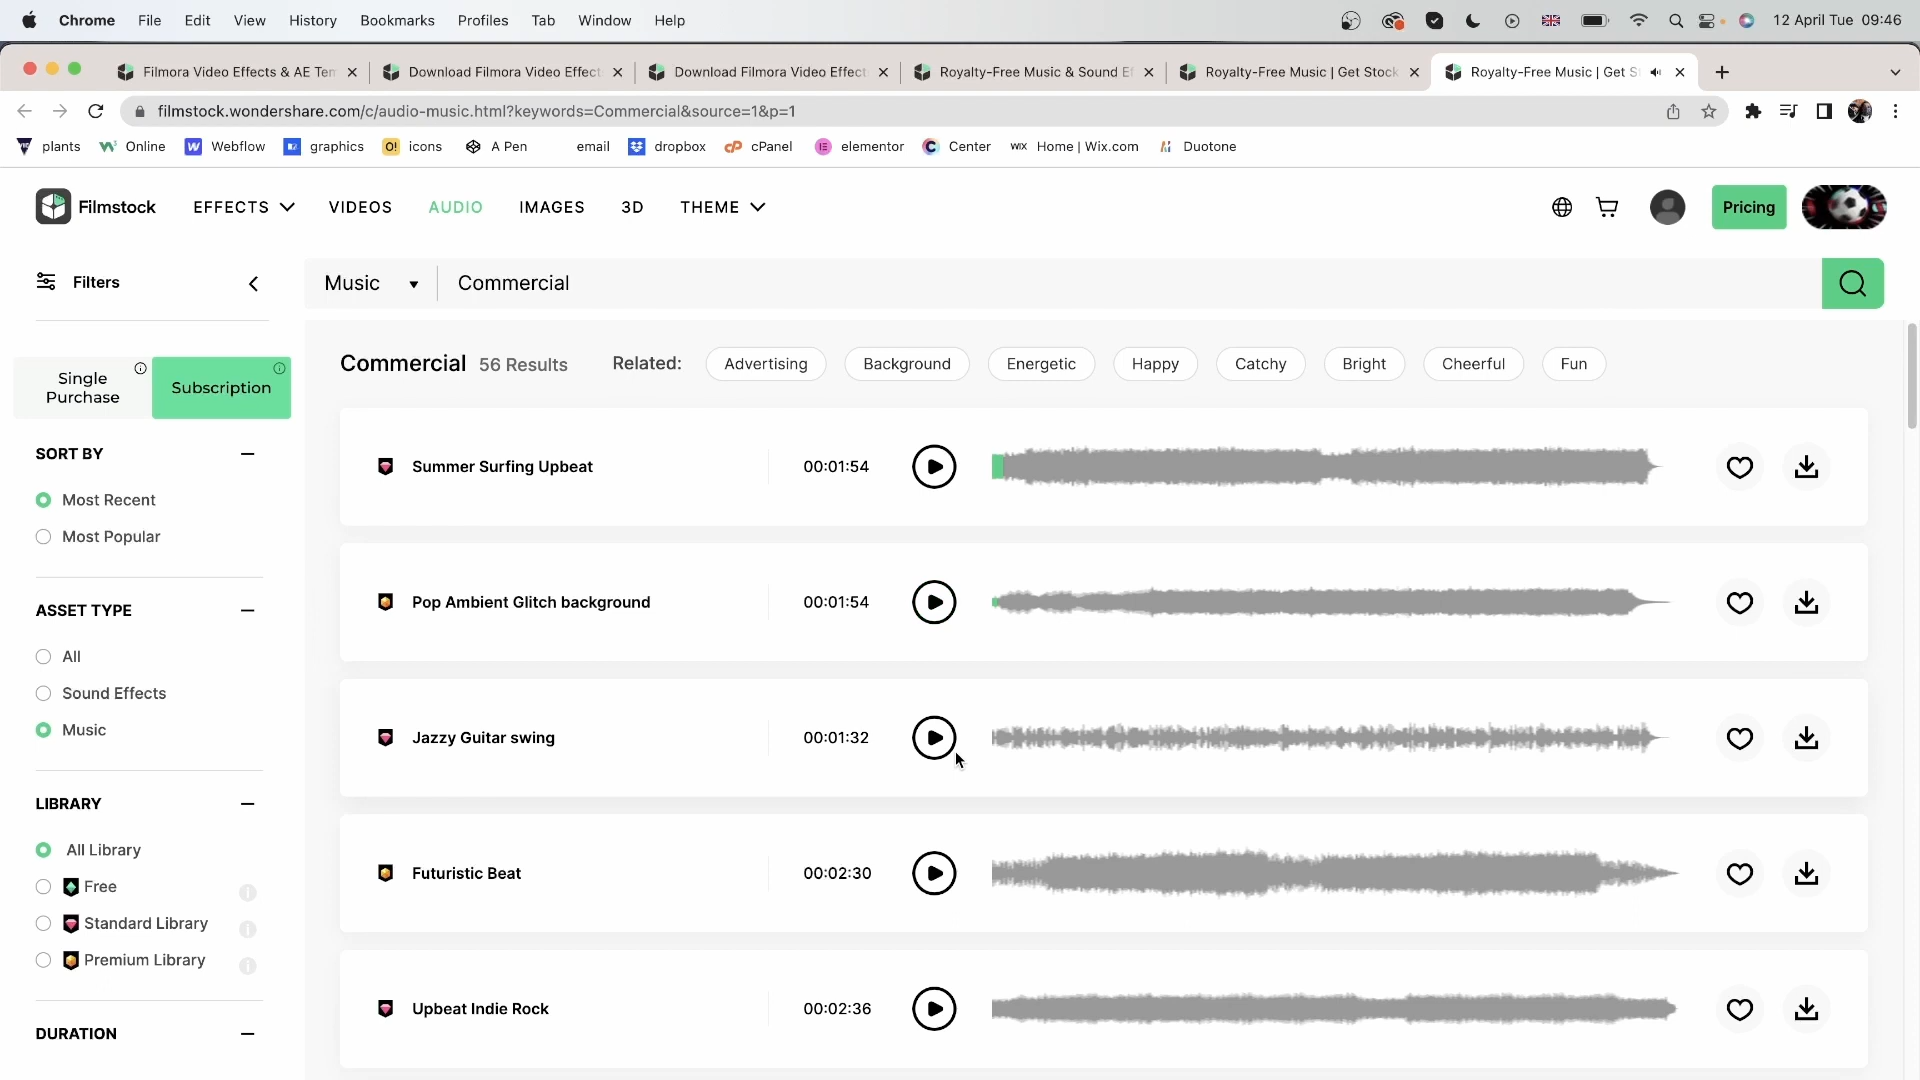 Chrome File Edit View History Bookmarks Profiles Tab Window Help 12 April Tue 09:46
Filmora Video Effects & AE Tem Download Filmora Video Effect Download Filmora Video Effect Royalty-Free Music & Sound Ef Royalty-Free Music | Get Stock Royalty-Free Music | Get S
filmstock.wondershare.com/c/audio-music.html?keywords=Commercial&source=1&p=1
plants Online Webflow graphics icons A Pen email dropbox cPanel elementor Center Home | Wix.com Duotone
Filmstock EFFECTS VIDEOS AUDIO IMAGES 3D THEME Pricing
Filters
Music Commercial
Commercial 56 Results Related: Advertising Background Energetic Happy Catchy Bright Cheerful Fun
Single Purchase
Subscription
SORT BY
Most Recent
Most Popular
ASSET TYPE
All
Sound Effects
Music
LIBRARY
All Library
Free
Standard Library
Premium Library
DURATION
Summer Surfing Upbeat 00:01:54
Pop Ambient Glitch background 00:01:54
Jazzy Guitar swing 00:01:32
Futuristic Beat 00:02:30
Upbeat Indie Rock 00:02:36